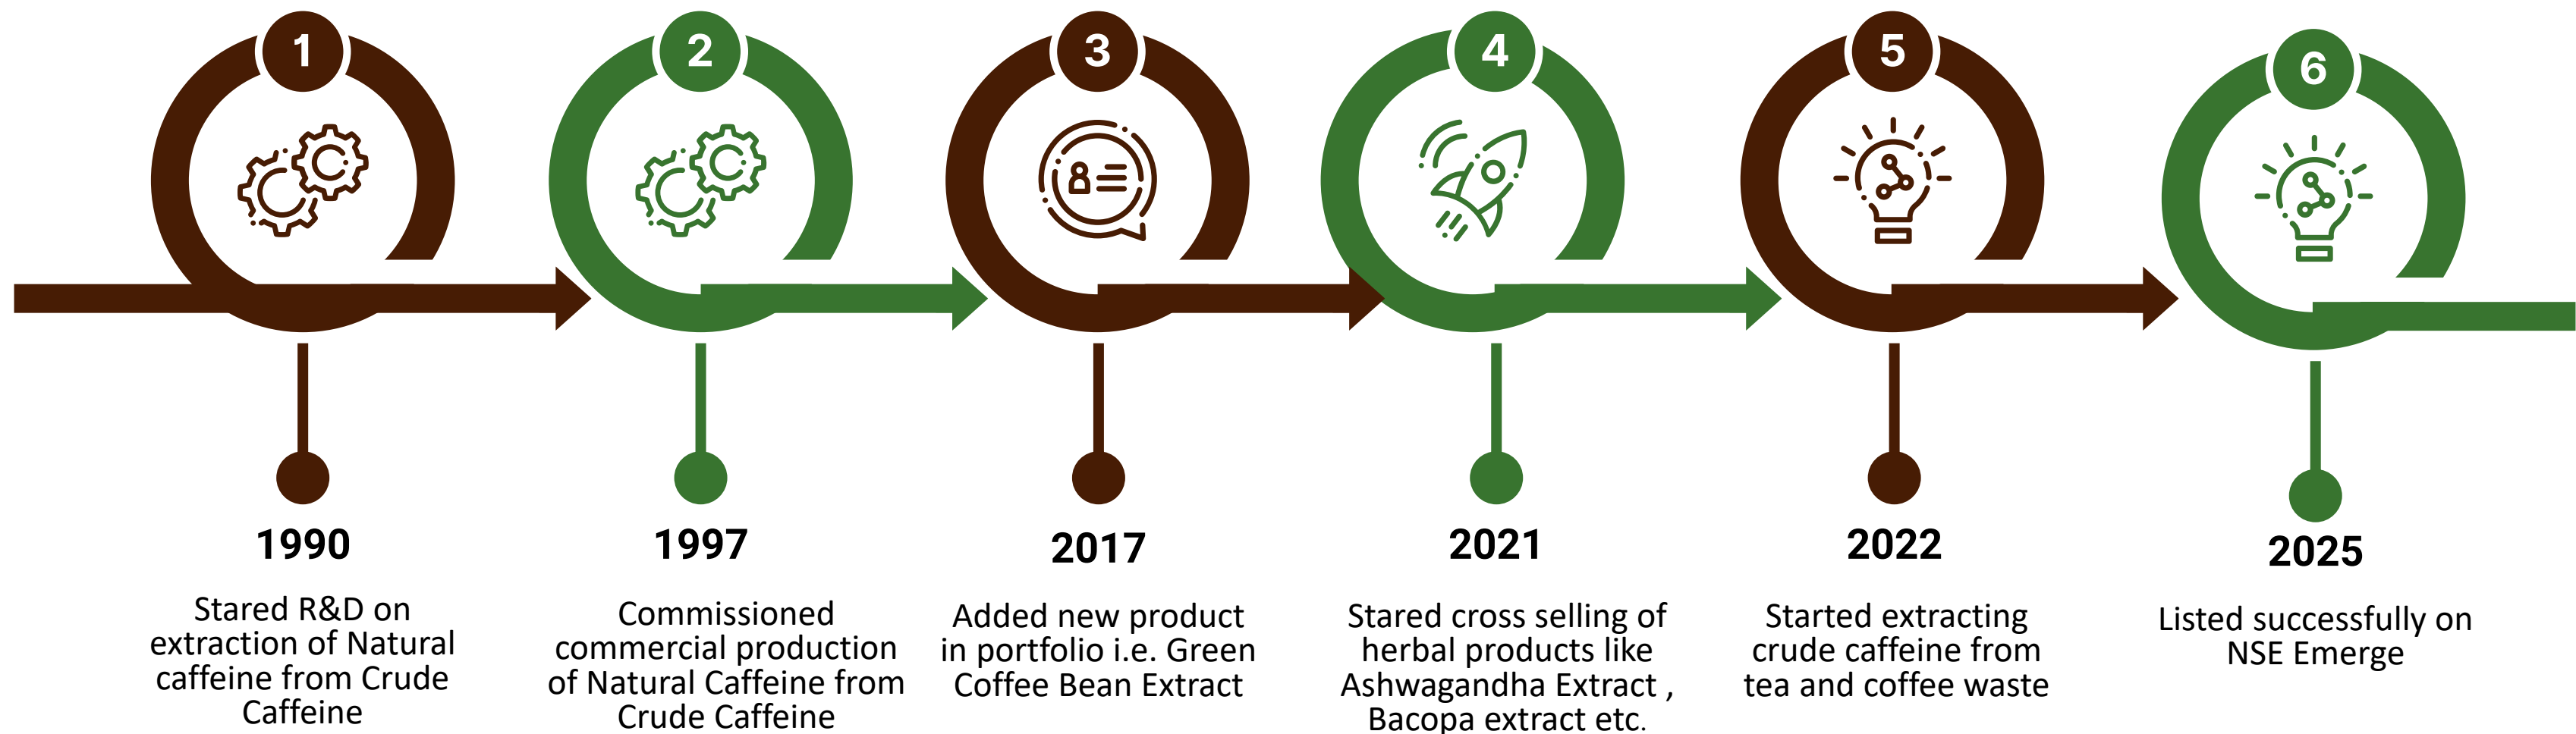 1
2
3
4
5
6
1990
Stared R&D on
extraction of Natural
caffeine from Crude
Caffeine
1997
Commissioned
commercial production
of Natural Caffeine from
Crude Caffeine
2017
Added new product
in portfolio i.e. Green
Coffee Bean Extract
2021
Stared cross selling of
herbal products like
Ashwagandha Extract ,
Bacopa extract etc.
2022
Started extracting
crude caffeine from
tea and coffee waste
2025
Listed successfully on
NSE Emerge